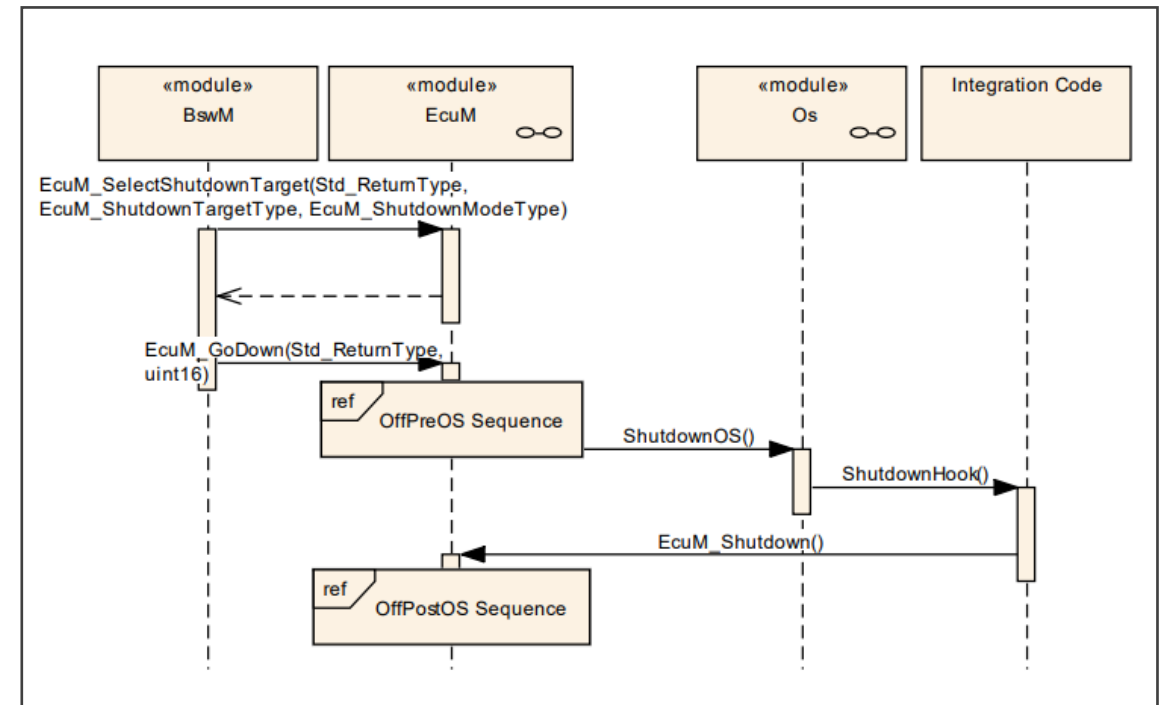 «module»
BswM
«module»
EcuM
«module»
Os
Integration Code
EcuM_SelectShutdownTarget(Std_ReturnType,
EcuM_ShutdownTargetType, EcuM_ShutdownModeType)
EcuM_GoDown(Std_ReturnType,
uint16)
ref
OffPreOS Sequence
ShutdownOS()
ShutdownHook()
EcuM_Shutdown()
ref
OffPostOS Sequence